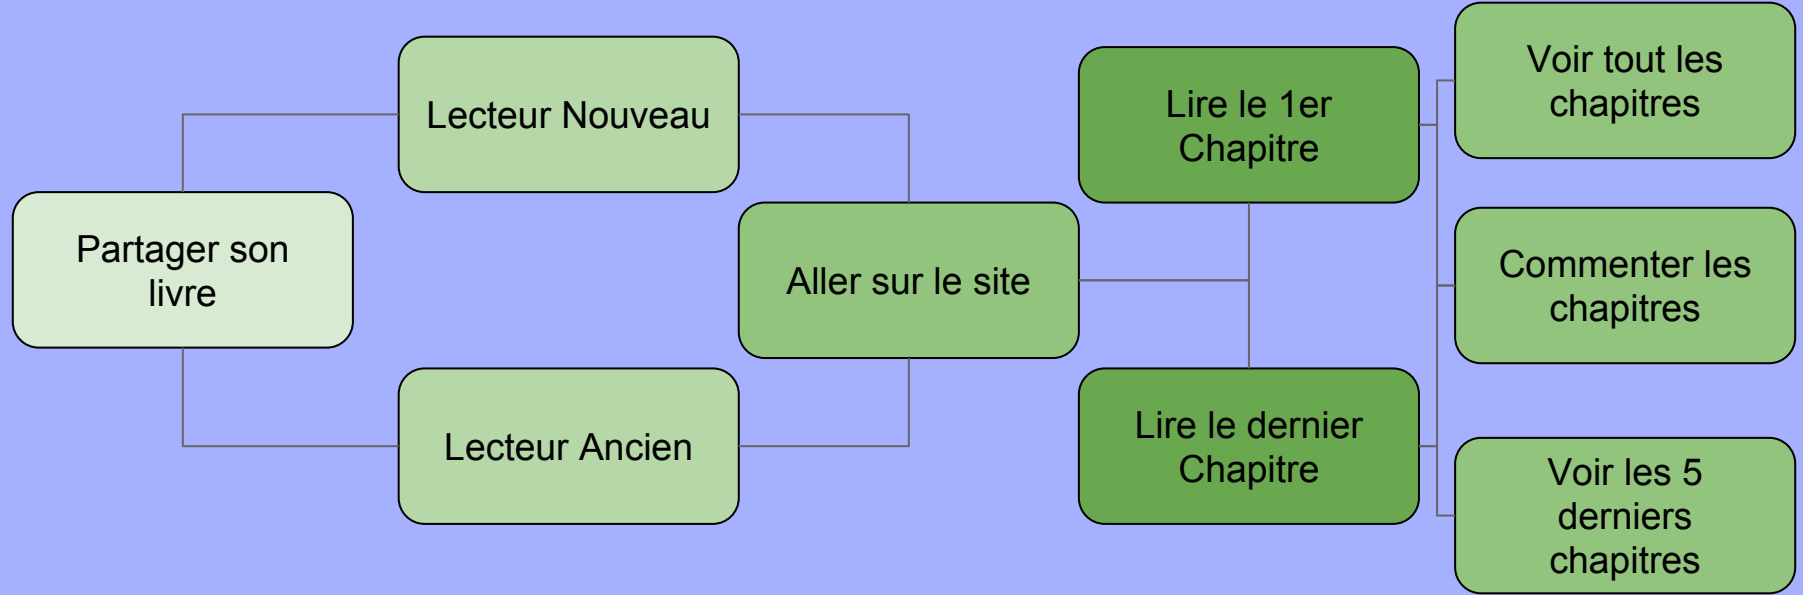 Partager son
livre
Lecteur Nouveau
Lecteur Ancien
Aller sur le site
Lire le 1er
Chapitre
Lire le dernier
Chapitre
Voir tout les
chapitres
Commenter les
chapitres
Voir les 5
derniers
chapitres